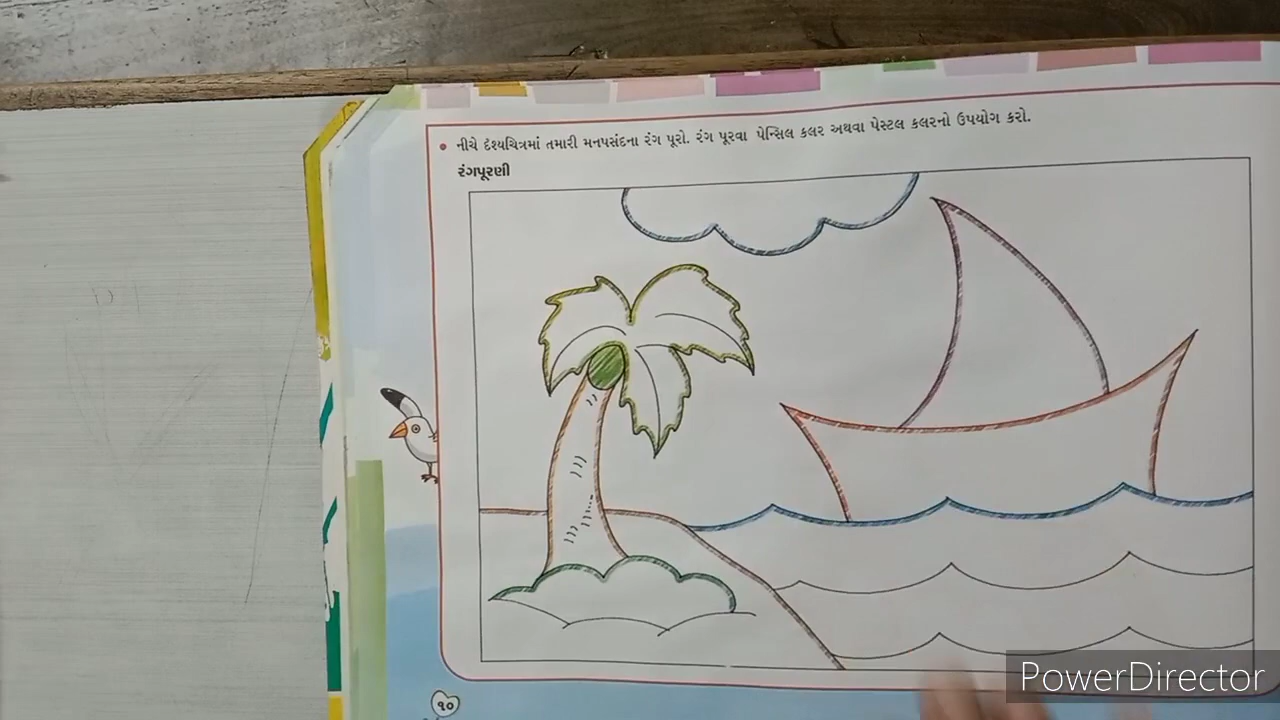 નીચે દૃશ્યચિત્રમાં તમારી મનપસંદના રંગ પૂરો. રંગ પૂરવા પેન્સિલ કલર અથવા પેસ્ટલ કલરનો ઉપયોગ કરો.
રંગપૂરણી
૧૦
PowerDirector